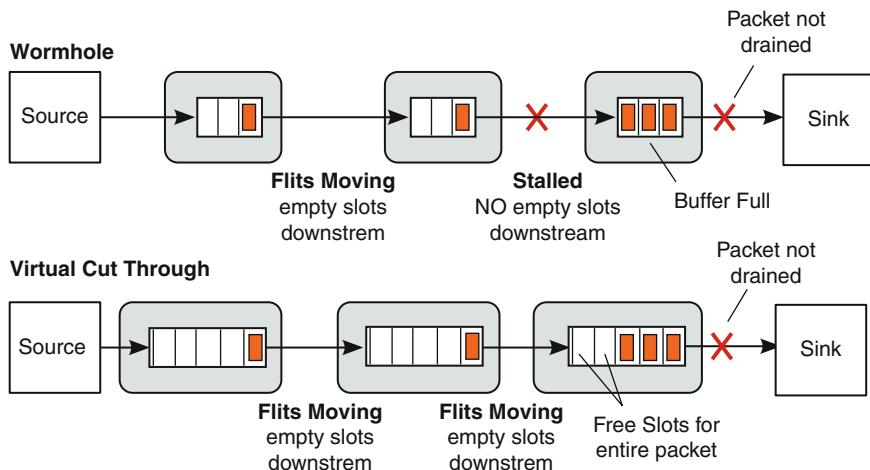 Packet not
drained
Wormhole
Source
Sink
Flits Moving
empty slots
downstrem
Stalled
NO empty slots
downstream
Buffer Full
Virtual Cut Through
Packet not
drained
Source
Sink
Flits Moving
empty slots
downstrem
Flits Moving
empty slots
downstrem
Free Slots for
entire packet